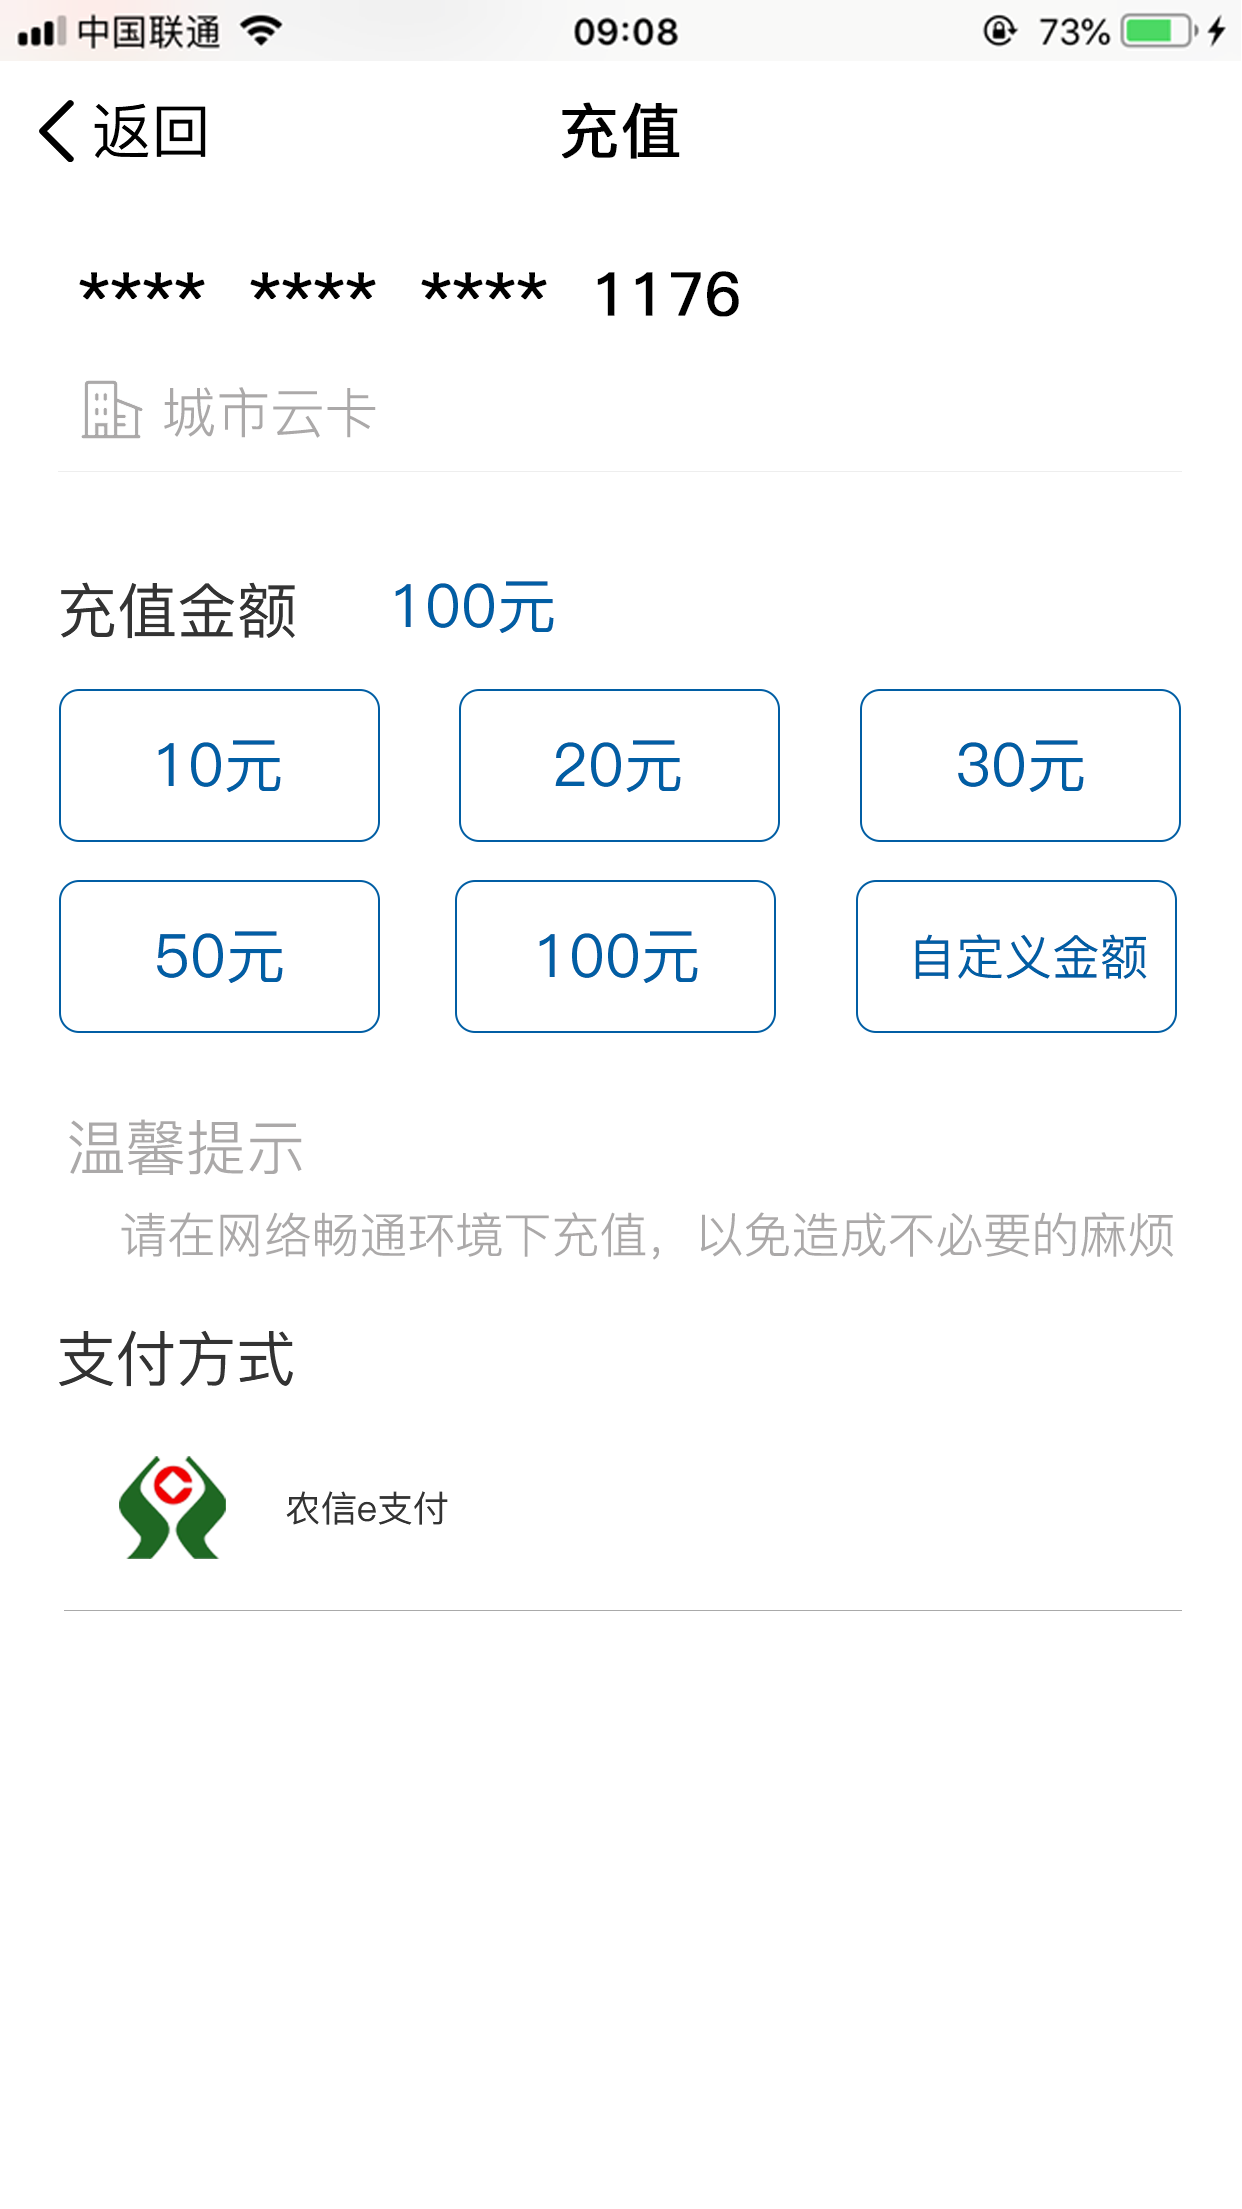 中国联通 09:08 73%
返回 充值
**** **** **** 1176
城市云卡
充值金额 100元
10元 20元 30元
50元 100元 自定义金额
温馨提示
请在网络畅通环境下充值，以免造成不必要的麻烦
支付方式
农信e支付